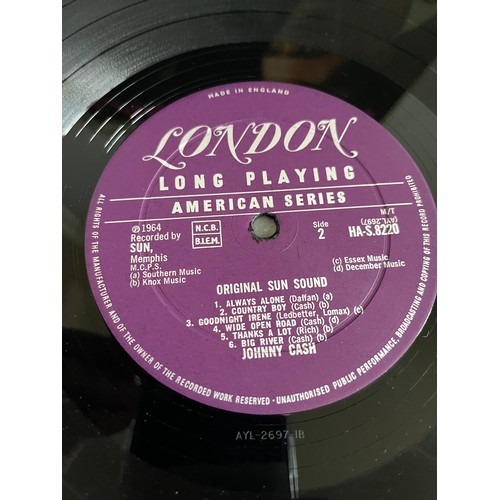 MADE IN ENGLAND
LONDON
LONG PLAYING
AMERICAN SERIES
℗1964
Recorded by
SUN,
Memphis
M.C.P.S.
(a) Southern Music
(b) Knox Music
N.C.B.
B.I.E.M.
Side
2
1/M
(AYL.2697)
HA-S.8220
(c) Essex Music
(d) December Music
ORIGINAL SUN SOUND
1. ALWAYS ALONE (Daffan) (a)
2. COUNTRY BOY (Cash) (b)
3. GOODNIGHT IRENE (Ledbetter, Lomax) (c)
4. WIDE OPEN ROAD (Cash) (d)
5. THANKS A LOT (Rich) (b)
6. BIG RIVER (Cash) (b)
JOHNNY CASH
ALL RIGHTS OF THE MANUFACTURER AND OF THE OWNER OF THE RECORDED WORK RESERVED · UNAUTHORISED PUBLIC PERFORMANCE, BROADCASTING AND COPYING OF THIS RECORD PROHIBITED
AYL-2697-1B